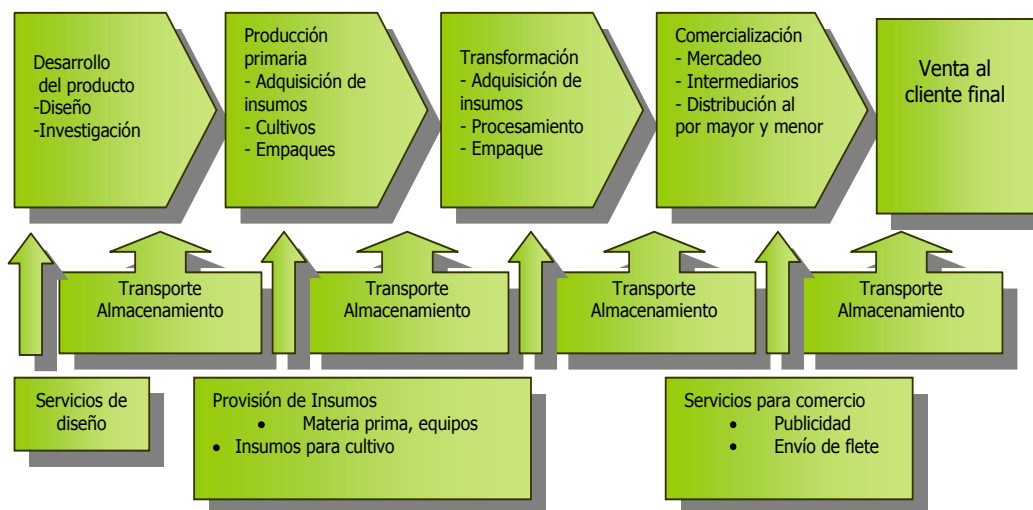 Desarrollo
del producto
-Diseño
-Investigación
Producción
primaria
- Adquisición de
insumos
- Cultivos
- Empaques
Transformación
- Adquisición de
insumos
- Procesamiento
- Empaque
Comercialización
- Mercadeo
- Intermediarios
- Distribución al
por mayor y menor
Venta al
cliente final
Transporte
Almacenamiento
Transporte
Almacenamiento
Transporte
Almacenamiento
Transporte
Almacenamiento
Servicios de
diseño
Provisión de Insumos
• Materia prima, equipos
• Insumos para cultivo
Servicios para comercio
• Publicidad
• Envío de flete